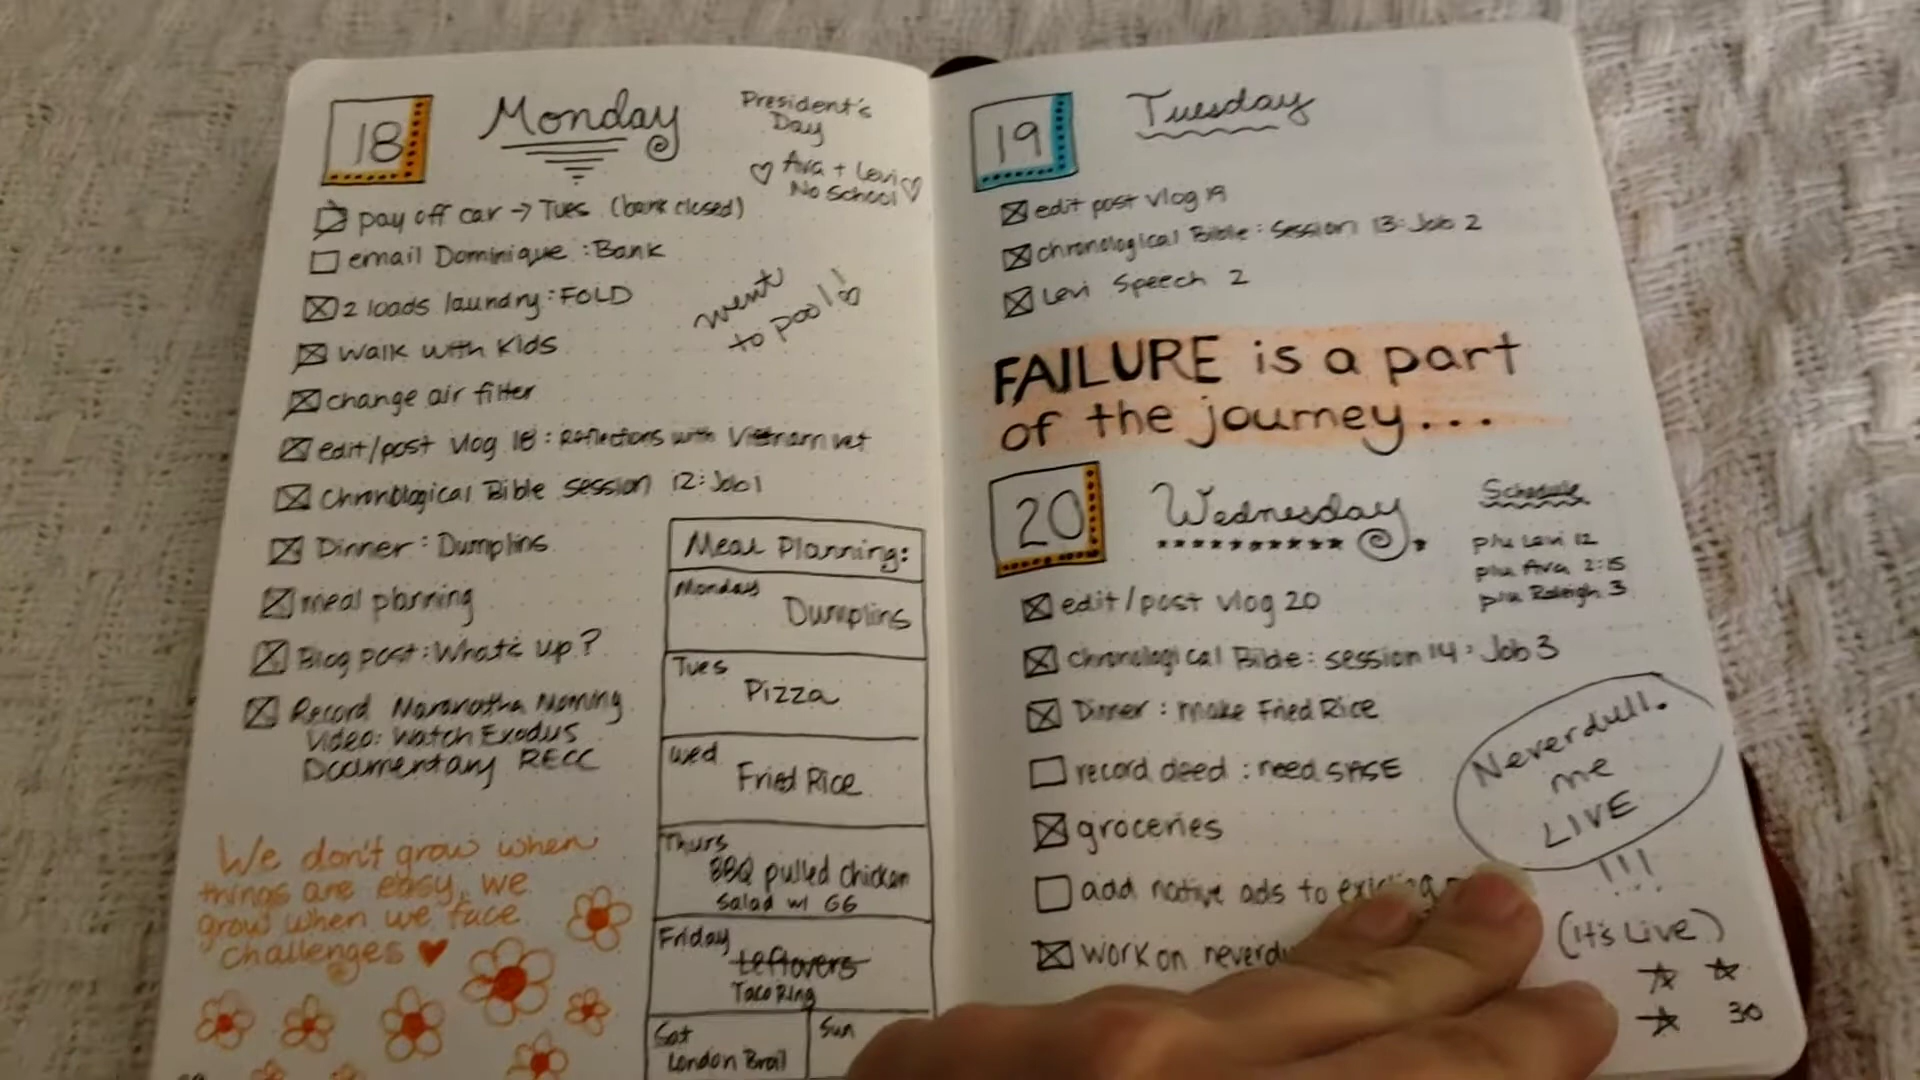 18
Monday
President's
Day
Ava + Levi
No School
pay off car → Tues (bank closed)
email Dominique : Bank
2 loads laundry : FOLD
went
to pool!
Walk with Kids
change air filter
edit/post vlog 18 : Reflections with Vietnam vet
Chronological Bible session 12: Job 1
Dinner : Dumplins
meal planning
Blog post : What's up?
Record Maranatha Morning
Video: Watch Exodus
Documentary RECC
We don't grow when
things are easy, we
grow when we face
challenges
Meal Planning:
Monday
Dumplins
Tues
Pizza
Wed
Fried Rice
Thurs
BBQ pulled chicken
Salad w/ GG
Friday
Leftovers
Taco Ring
Sat
London Broil
Sun
19
Tuesday
edit post vlog 19
chronological Bible : Session 13: Job 2
Levi Speech 2
FAILURE is a part
of the journey...
20
Wednesday
Schedule
p/u Levi 12
p/u Ava 2:15
p/u Raleigh 3
edit/post vlog 20
Chronological Bible : session 14 : Job 3
Dinner : make Fried Rice
record deed : need SASE
groceries
add native ads to existing
work on neverdu
Neverdull.
me
LIVE
!!!
(It's Live)
30